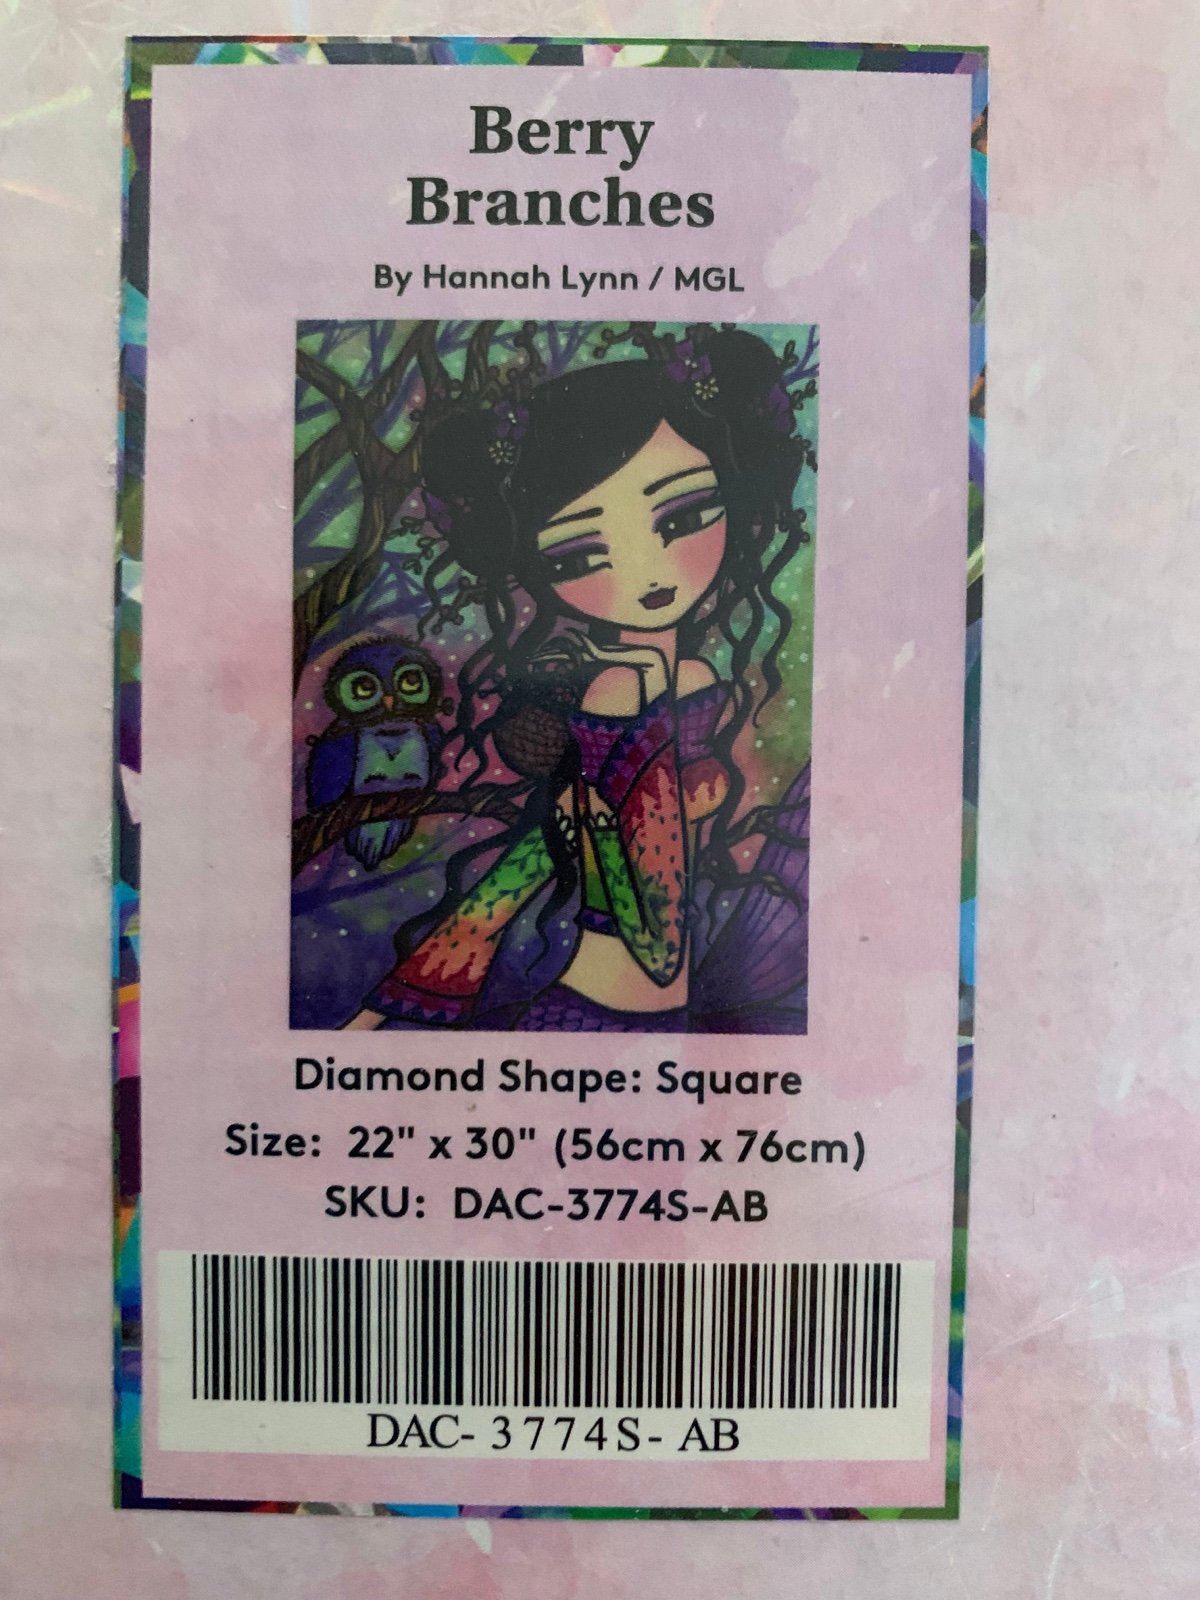 Berry
Branches
By Hannah Lynn / MGL
Diamond Shape: Square
Size: 22" x 30" (56cm x 76cm)
SKU: DAC-3774S-AB
DAC- 3774S- AB